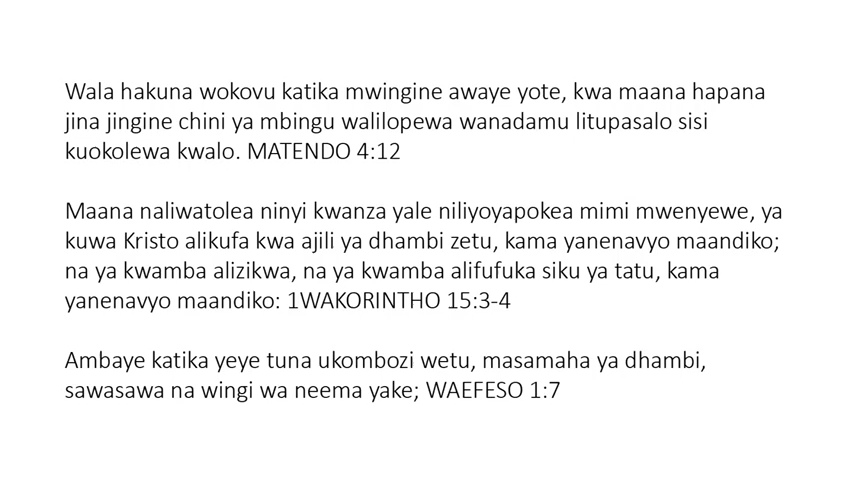 Wala hakuna wokovu katika mwingine awaye yote, kwa maana hapana
jina jingine chini ya mbingu walilopewa wanadamu litupasalo sisi
kuokolewa kwalo. MATENDO 4:12
Maana naliwatolea ninyi kwanza yale niliyoyapokea mimi mwenyewe, ya
kuwa Kristo alikufa kwa ajili ya dhambi zetu, kama yanenavyo maandiko;
na ya kwamba alizikwa, na ya kwamba alifufuka siku ya tatu, kama
yanenavyo maandiko: 1WAKORINTHO 15:3-4
Ambaye katika yeye tuna ukombozi wetu, masamaha ya dhambi,
sawasawa na wingi wa neema yake; WAEFESO 1:7